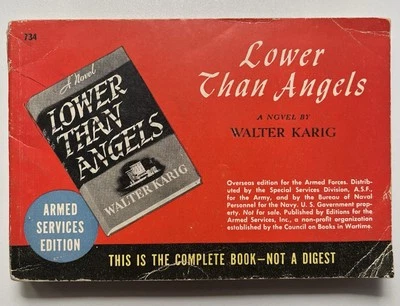 734
A Novel
LOWER
THAN
ANGELS
WALTER KARIG
Lower
Than Angels
A NOVEL BY
WALTER KARIG
Overseas edition for the Armed Forces. Distrib-
uted by the Special Services Division, A.S.F.,
for the Army, and by the Bureau of Naval
Personnel for the Navy. U. S. Government prop-
erty. Not for sale. Published by Editions for the
Armed Services, Inc., a non-profit organization
established by the Council on Books in Wartime.
ARMED
SERVICES
EDITION
THIS IS THE COMPLETE BOOK—NOT A DIGEST